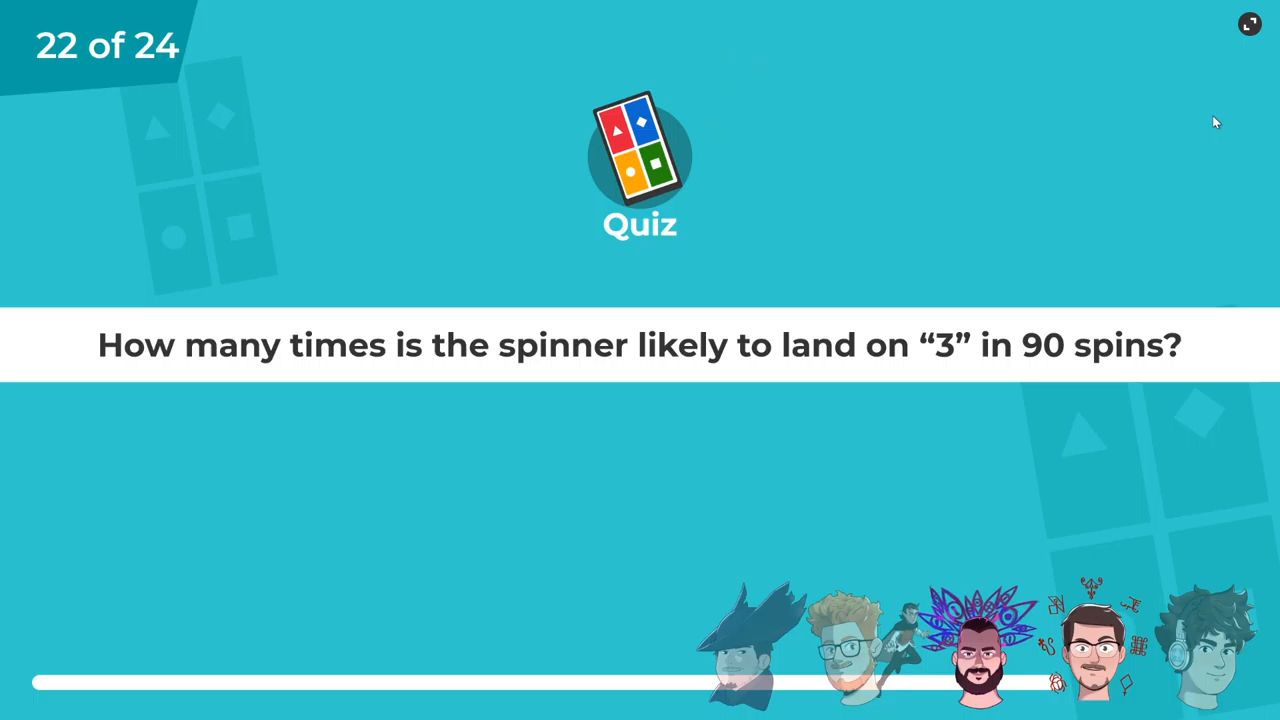 22 of 24
Quiz
How many times is the spinner likely to land on “3” in 90 spins?